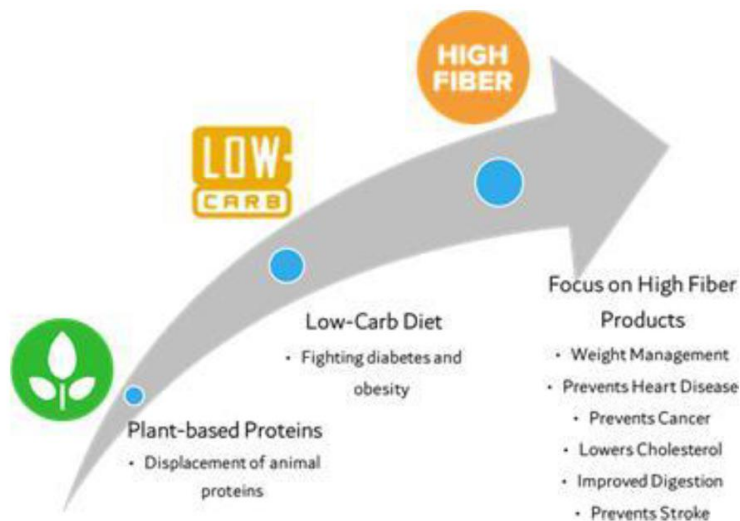 HIGH
FIBER
LOW-
CARB
Focus on High Fiber
Products
• Weight Management
• Prevents Heart Disease
• Prevents Cancer
• Lowers Cholesterol
• Improved Digestion
• Prevents Stroke
Low-Carb Diet
• Fighting diabetes and
obesity
Plant-based Proteins
• Displacement of animal
proteins